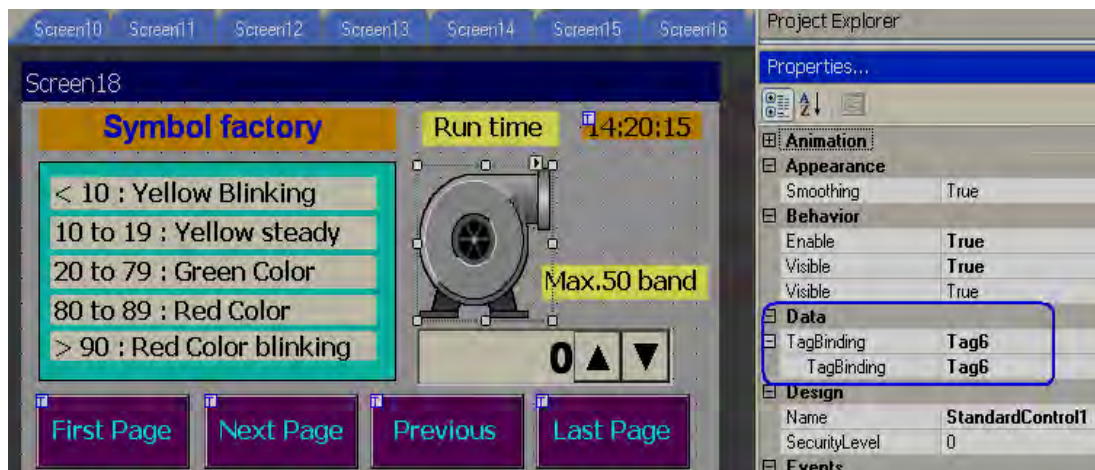 Screen10 Screen11 Screen12 Screen13 Screen14 Screen15 Screen16
Screen18
Symbol factory
Run time
14:20:15
< 10 : Yellow Blinking
10 to 19 : Yellow steady
20 to 79 : Green Color
80 to 89 : Red Color
> 90 : Red Color blinking
Max.50 band
0
First Page
Next Page
Previous
Last Page
Project Explorer
Properties...
Animation
Appearance
Smoothing True
Behavior
Enable True
Visible True
Visible True
Data
TagBinding Tag6
TagBinding Tag6
Design
Name StandardControl1
SecurityLevel 0
Events